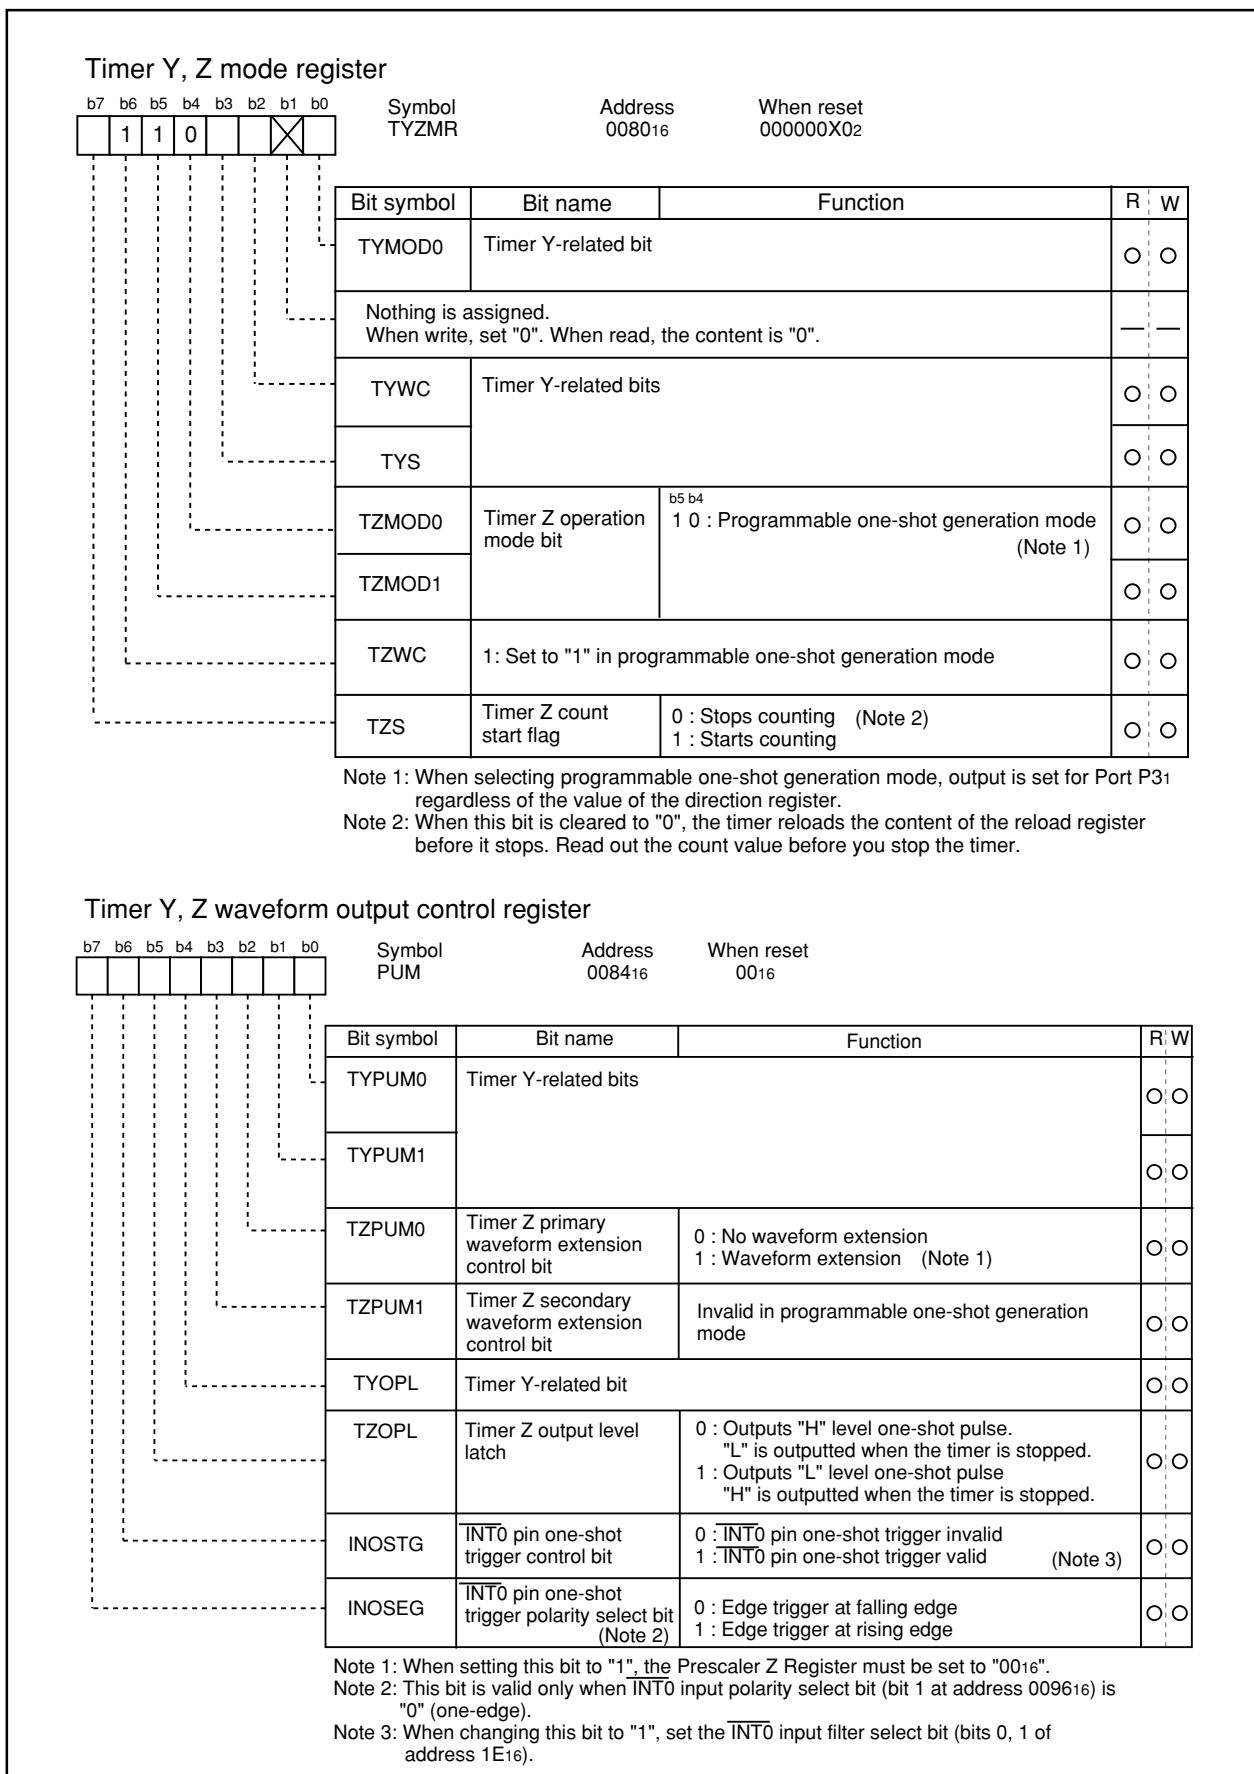 Timer Y, Z mode register
b7 b6 b5 b4 b3 b2 b1 b0
1 1 0
Symbol Address When reset
TYZMR 008016 000000X02
Bit symbol Bit name Function R W
TYMOD0 Timer Y-related bit
Nothing is assigned.
When write, set "0". When read, the content is "0".
TYWC Timer Y-related bits
TYS
b5 b4
TZMOD0 Timer Z operation 1 0 : Programmable one-shot generation mode
mode bit (Note 1)
TZMOD1
TZWC 1: Set to "1" in programmable one-shot generation mode
TZS Timer Z count 0 : Stops counting (Note 2)
start flag 1 : Starts counting
Note 1: When selecting programmable one-shot generation mode, output is set for Port P31
regardless of the value of the direction register.
Note 2: When this bit is cleared to "0", the timer reloads the content of the reload register
before it stops. Read out the count value before you stop the timer.
Timer Y, Z waveform output control register
b7 b6 b5 b4 b3 b2 b1 b0
Symbol Address When reset
PUM 008416 0016
Bit symbol Bit name Function R W
TYPUM0 Timer Y-related bits
TYPUM1
TZPUM0 Timer Z primary
waveform extension 0 : No waveform extension
control bit 1 : Waveform extension (Note 1)
TZPUM1 Timer Z secondary
waveform extension Invalid in programmable one-shot generation
control bit mode
TYOPL Timer Y-related bit
TZOPL Timer Z output level 0 : Outputs "H" level one-shot pulse.
latch "L" is outputted when the timer is stopped.
1 : Outputs "L" level one-shot pulse
"H" is outputted when the timer is stopped.
INOSTG INT0 pin one-shot 0 : INT0 pin one-shot trigger invalid
trigger control bit 1 : INT0 pin one-shot trigger valid (Note 3)
INOSEG INT0 pin one-shot
trigger polarity select bit 0 : Edge trigger at falling edge
(Note 2) 1 : Edge trigger at rising edge
Note 1: When setting this bit to "1", the Prescaler Z Register must be set to "0016".
Note 2: This bit is valid only when INT0 input polarity select bit (bit 1 at address 009616) is
"0" (one-edge).
Note 3: When changing this bit to "1", set the INT0 input filter select bit (bits 0, 1 of
address 1E16).